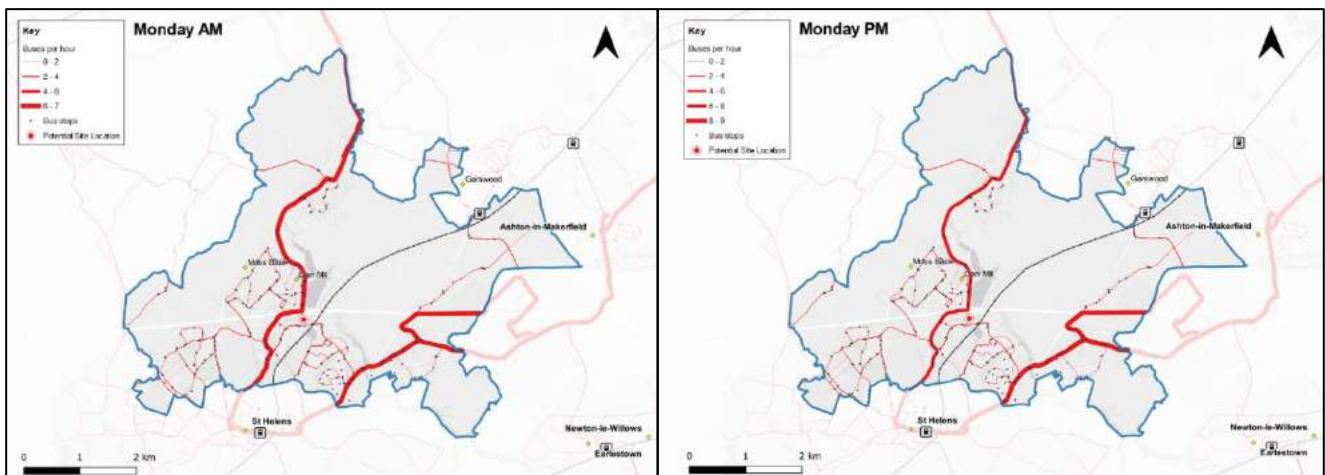 Key
Monday AM
Buses per hour
0 - 2
2 - 4
4 - 6
6 - 7
Bus stops
Potential Site Location
Garswood
Ashton-in-Makerfield
Moss Bank
Carr Mill
St Helens
Newton-le-Willows
Earlestown
0 1 2 km
Key
Monday PM
Buses per hour
0 - 2
2 - 4
4 - 6
6 - 8
8 - 9
Bus stops
Potential Site Location
Garswood
Ashton-in-Makerfield
Moss Bank
Carr Mill
St Helens
Newton-le-Willows
Earlestown
0 1 2 km